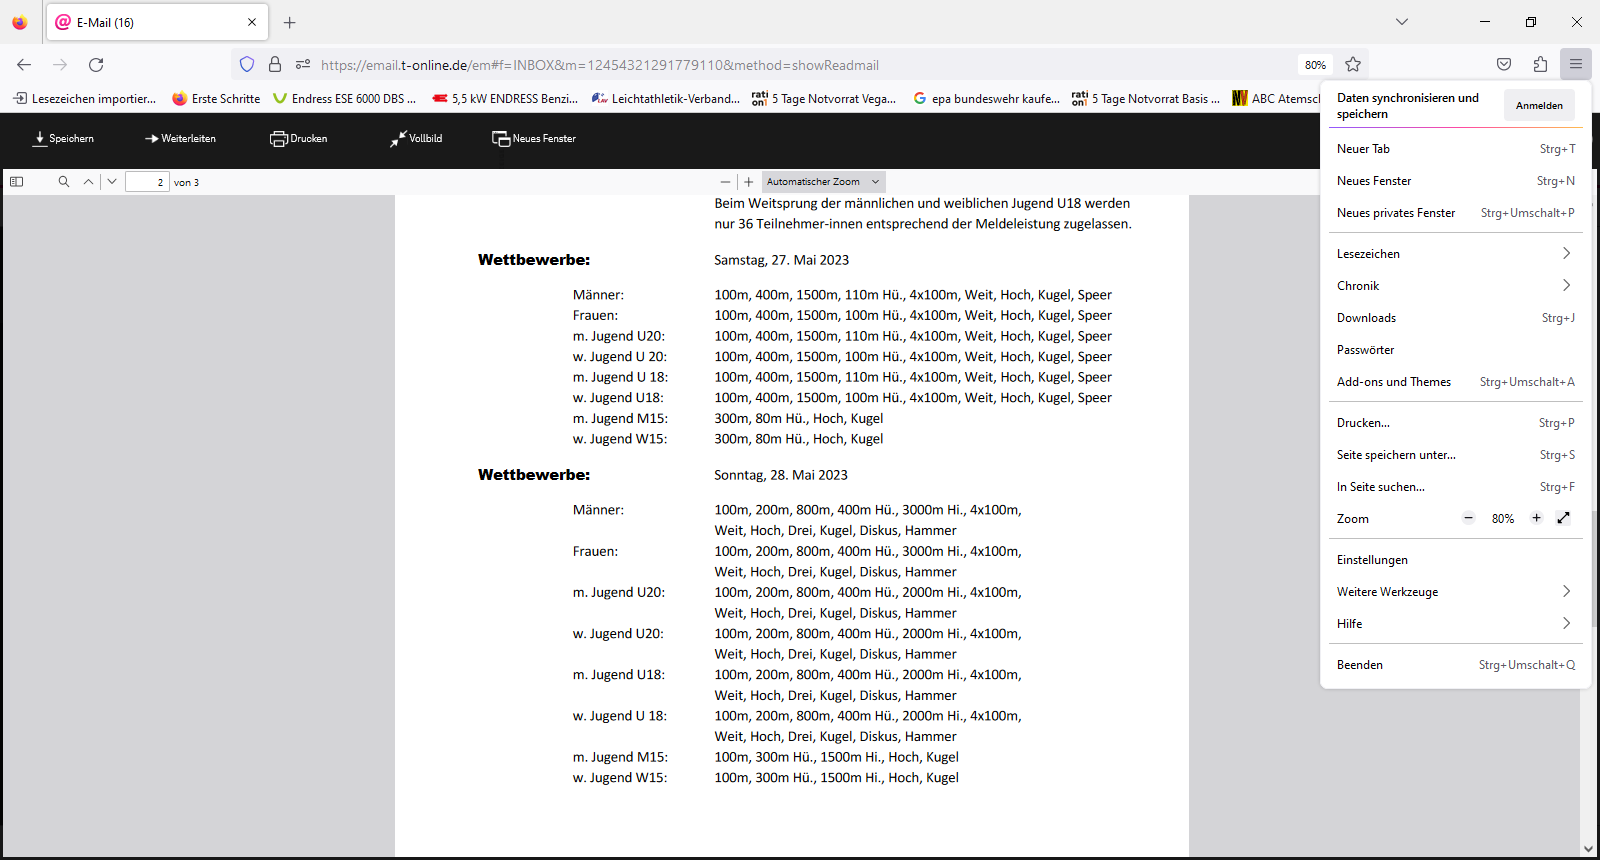 E-Mail (16)
https://email.t-online.de/em#f=INBOX&m=12454321291779110&method=showReadmail
80%
Lesezeichen importier...
Erste Schritte
Endress ESE 6000 DBS ...
5,5 kW ENDRESS Benzi...
Leichtathletik-Verband...
rati on1
5 Tage Notvorrat Vega...
epa bundeswehr kaufe...
rati on1
5 Tage Notvorrat Basis ...
ABC Atemsch
Speichern
Weiterleiten
Drucken
Vollbild
Neues Fenster
2 von 3
Automatischer Zoom
Beim Weitsprung der männlichen und weiblichen Jugend U18 werden
nur 36 Teilnehmer-innen entsprechend der Meldeleistung zugelassen.
Wettbewerbe: Samstag, 27. Mai 2023
Männer: 100m, 400m, 1500m, 110m Hü., 4x100m, Weit, Hoch, Kugel, Speer
Frauen: 100m, 400m, 1500m, 100m Hü., 4x100m, Weit, Hoch, Kugel, Speer
m. Jugend U20: 100m, 400m, 1500m, 110m Hü., 4x100m, Weit, Hoch, Kugel, Speer
w. Jugend U 20: 100m, 400m, 1500m, 100m Hü., 4x100m, Weit, Hoch, Kugel, Speer
m. Jugend U 18: 100m, 400m, 1500m, 110m Hü., 4x100m, Weit, Hoch, Kugel, Speer
w. Jugend U18: 100m, 400m, 1500m, 100m Hü., 4x100m, Weit, Hoch, Kugel, Speer
m. Jugend M15: 300m, 80m Hü., Hoch, Kugel
w. Jugend W15: 300m, 80m Hü., Hoch, Kugel
Wettbewerbe: Sonntag, 28. Mai 2023
Männer: 100m, 200m, 800m, 400m Hü., 3000m Hi., 4x100m,
Weit, Hoch, Drei, Kugel, Diskus, Hammer
Frauen: 100m, 200m, 800m, 400m Hü., 3000m Hi., 4x100m,
Weit, Hoch, Drei, Kugel, Diskus, Hammer
m. Jugend U20: 100m, 200m, 800m, 400m Hü., 2000m Hi., 4x100m,
Weit, Hoch, Drei, Kugel, Diskus, Hammer
w. Jugend U20: 100m, 200m, 800m, 400m Hü., 2000m Hi., 4x100m,
Weit, Hoch, Drei, Kugel, Diskus, Hammer
m. Jugend U18: 100m, 200m, 800m, 400m Hü., 2000m Hi., 4x100m,
Weit, Hoch, Drei, Kugel, Diskus, Hammer
w. Jugend U 18: 100m, 200m, 800m, 400m Hü., 2000m Hi., 4x100m,
Weit, Hoch, Drei, Kugel, Diskus, Hammer
m. Jugend M15: 100m, 300m Hü., 1500m Hi., Hoch, Kugel
w. Jugend W15: 100m, 300m Hü., 1500m Hi., Hoch, Kugel
Daten synchronisieren und
speichern
Anmelden
Neuer Tab Strg+T
Neues Fenster Strg+N
Neues privates Fenster Strg+Umschalt+P
Lesezeichen
Chronik
Downloads Strg+J
Passwörter
Add-ons und Themes Strg+Umschalt+A
Drucken... Strg+P
Seite speichern unter... Strg+S
In Seite suchen... Strg+F
Zoom 80%
Einstellungen
Weitere Werkzeuge
Hilfe
Beenden Strg+Umschalt+Q